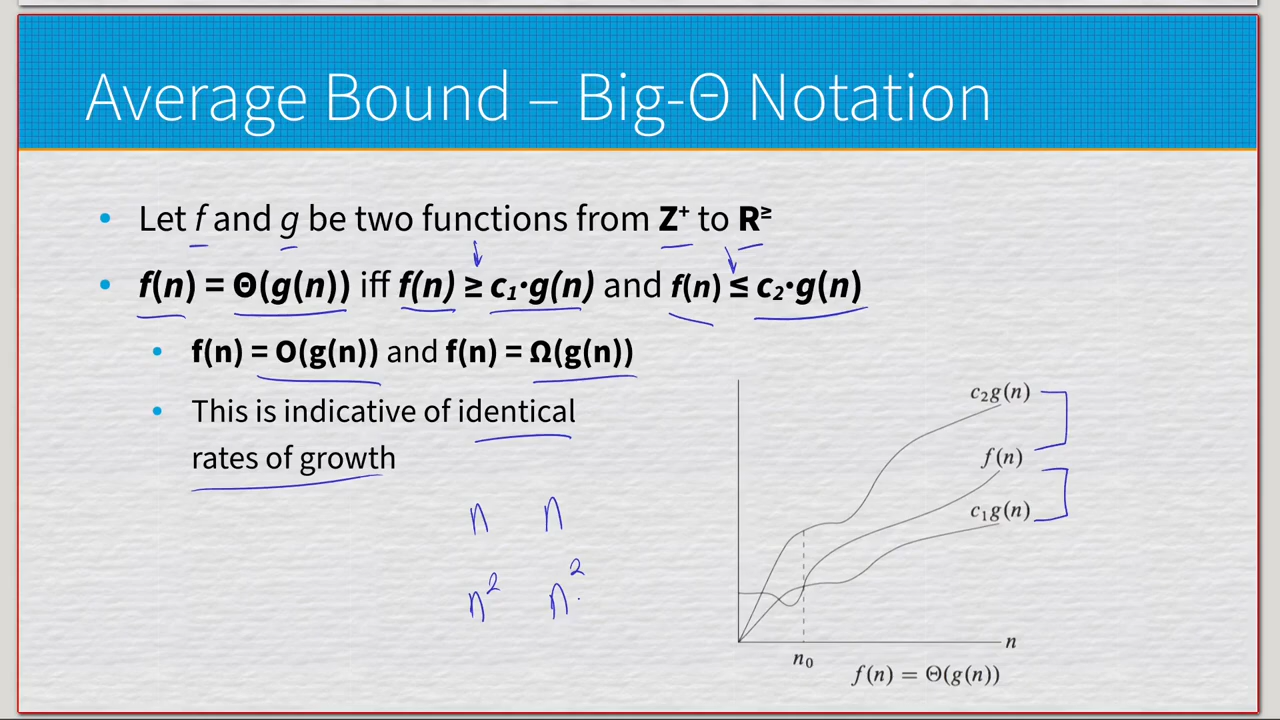 Average Bound – Big-Θ Notation
• Let f and g be two functions from Z⁺ to R≥
• f(n) = Θ(g(n)) iff f(n) ≥ c₁·g(n) and f(n) ≤ c₂·g(n)
• f(n) = O(g(n)) and f(n) = Ω(g(n))
• This is indicative of identical
rates of growth
n n
n² n²
c₂g(n)
f(n)
c₁g(n)
n
n₀
f(n) = Θ(g(n))